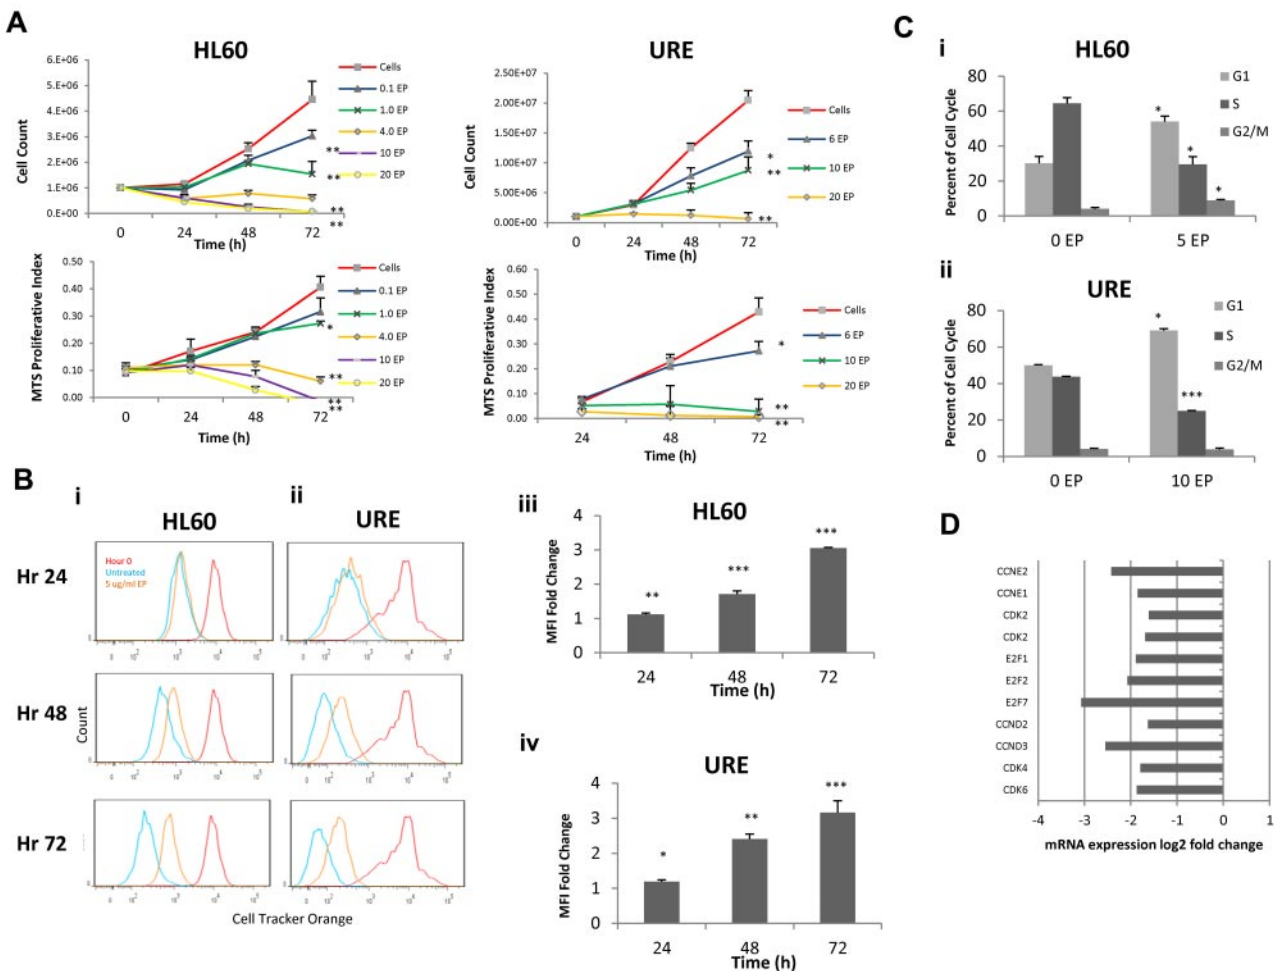 A
HL60
6.E+06
5.E+06
4.E+06
3.E+06
2.E+06
1.E+06
0.E+00
Cell Count
0 24 48 72
Time (h)
Cells
0.1 EP
1.0 EP
4.0 EP
10 EP
20 EP
**
**
**
**
URE
2.50E+07
2.00E+07
1.50E+07
1.00E+07
5.00E+06
0.00E+00
Cell Count
0 24 48 72
Time (h)
Cells
6 EP
10 EP
20 EP
*
**
**
0.50
0.40
0.30
0.20
0.10
0.00
MTS Proliferative Index
0 24 48 72
Time (h)
Cells
0.1 EP
1.0 EP
4.0 EP
10 EP
20 EP
*
**
**
**
0.60
0.50
0.40
0.30
0.20
0.10
0.00
MTS Proliferative Index
24 48 72
Time (h)
Cells
6 EP
10 EP
20 EP
*
**
**
B
i
HL60
ii
URE
Hr 24
Hour 0
Untreated
5 ug/ml EP
Hr 48
Count
Hr 72
Cell Tracker Orange
iii
HL60
4
3
2
1
0
MFI Fold Change
**
***
***
24 48 72
Time (h)
iv
URE
4
3
2
1
0
MFI Fold Change
*
**
***
24 48 72
Time (h)
C
i
HL60
80
60
40
20
0
Percent of Cell Cycle
*
*
*
0 EP 5 EP
G1
S
G2/M
ii
URE
80
60
40
20
0
Percent of Cell Cycle
*
***
0 EP 10 EP
G1
S
G2/M
D
CCNE2
CCNE1
CDK2
CDK2
E2F1
E2F2
E2F7
CCND2
CCND3
CDK4
CDK6
-4 -3 -2 -1 0 1
mRNA expression log2 fold change